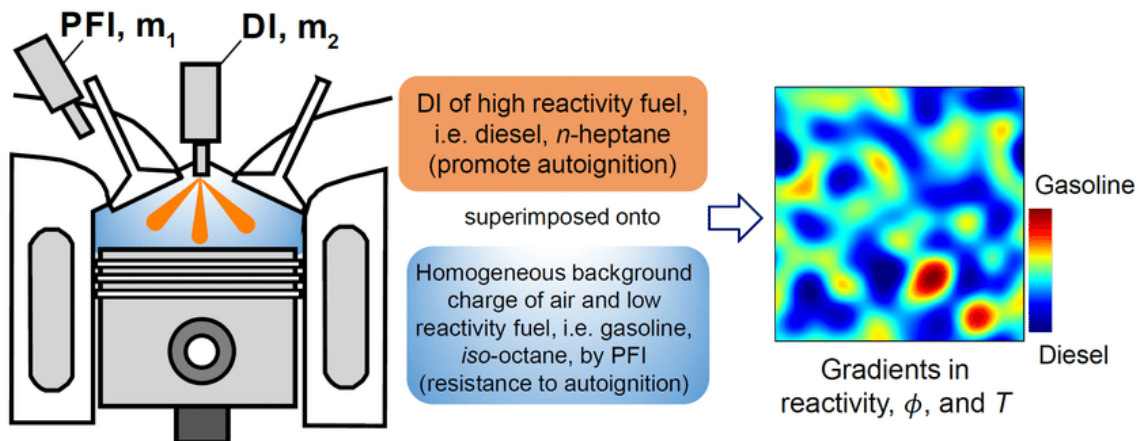 PFI, m₁
DI, m₂
DI of high reactivity fuel,
i.e. diesel, n-heptane
(promote autoignition)
superimposed onto
Homogeneous background
charge of air and low
reactivity fuel, i.e. gasoline,
iso-octane, by PFI
(resistance to autoignition)
Gasoline
Diesel
Gradients in
reactivity, ϕ, and T